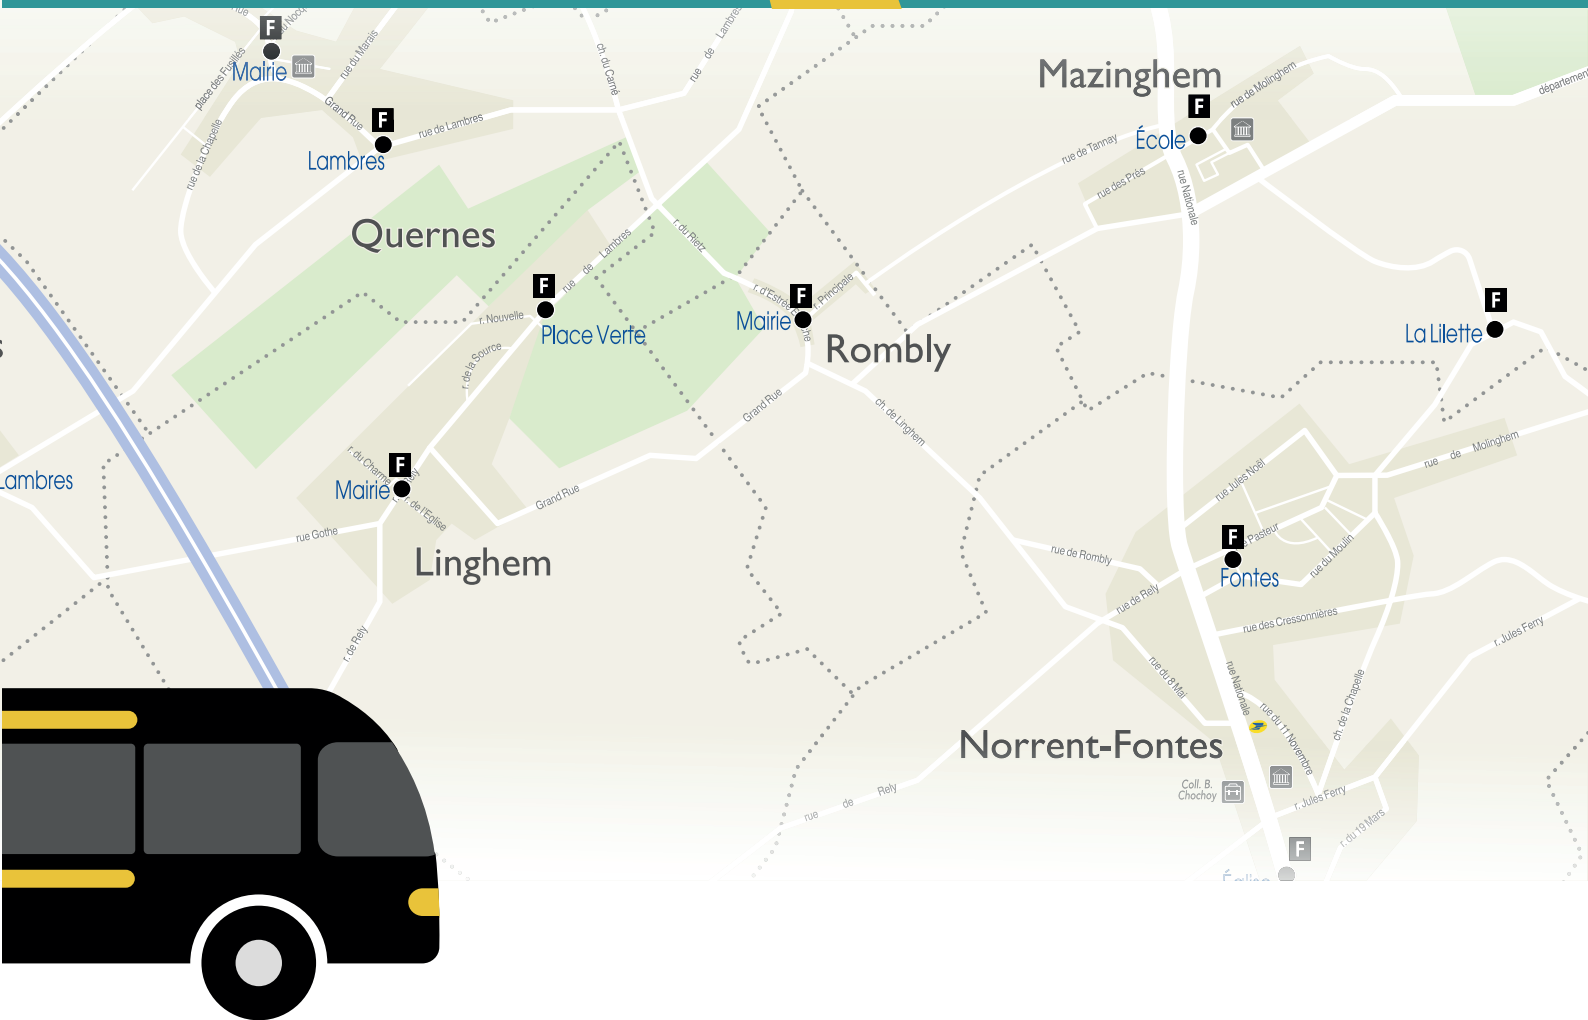 F
Mairie
place des Fusillés
rue du Marais
Grand Rue
rue de la Chapelle
F
Lambres
rue de Lambres
ch. du Carné
rue de Lambres
Quernes
F
Place Verte
rue de Lambres
r. du Rietz
r. Nouvelle
r. de la Source
F
Mairie
r. Principale
Rombly
Grand Rue
ch. de Linghem
Mazinghem
F
École
rue de Molinghem
rue de Tannay
rue des Prés
rue Nationale
F
La Lilette
Lambres
F
Mairie
r. de l'Eglise
rue Gothe
Grand Rue
Linghem
r. de Rely
rue de Molinghem
rue Jules Noël
F
Pasteur
Fontes
rue du Moulin
rue de Rombly
rue de Rely
rue des Cressonnières
r. Jules Ferry
rue du 8 Mai
rue Nationale
rue du 11 Novembre
ch. de la Chapelle
Norrent-Fontes
Coll. B.
Chochoy
rue de Rely
r. Jules Ferry
r. du 19 Mars
F
Église